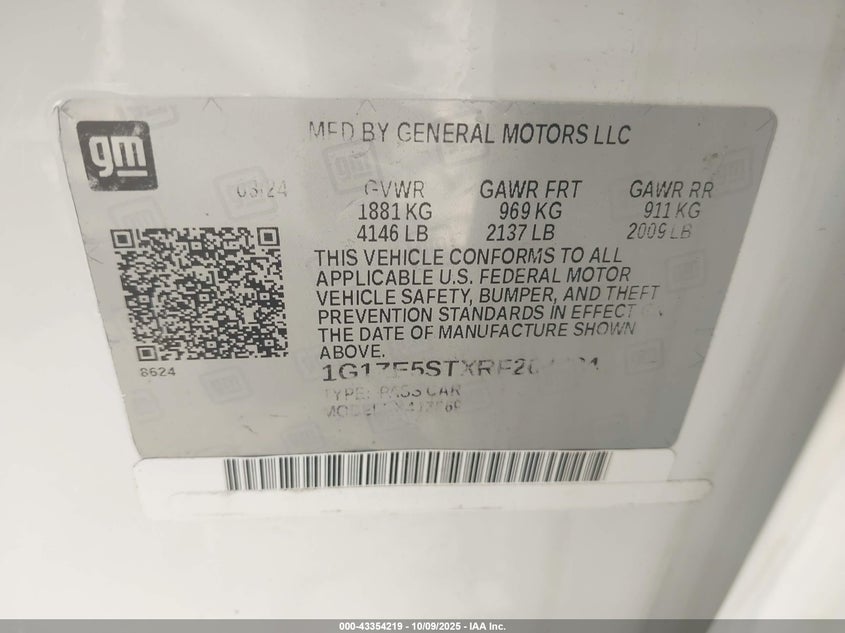 gm
MFD BY GENERAL MOTORS LLC
03/24
GVWR GAWR FRT GAWR RR
1881 KG 969 KG 911 KG
4146 LB 2137 LB 2009 LB
THIS VEHICLE CONFORMS TO ALL
APPLICABLE U.S. FEDERAL MOTOR
VEHICLE SAFETY, BUMPER, AND THEFT
PREVENTION STANDARDS IN EFFECT
THE DATE OF MANUFACTURE SHOWN
ABOVE.
8624
TYPE: PASS CAR
000-43354219 - 10/09/2025 - IAA Inc.